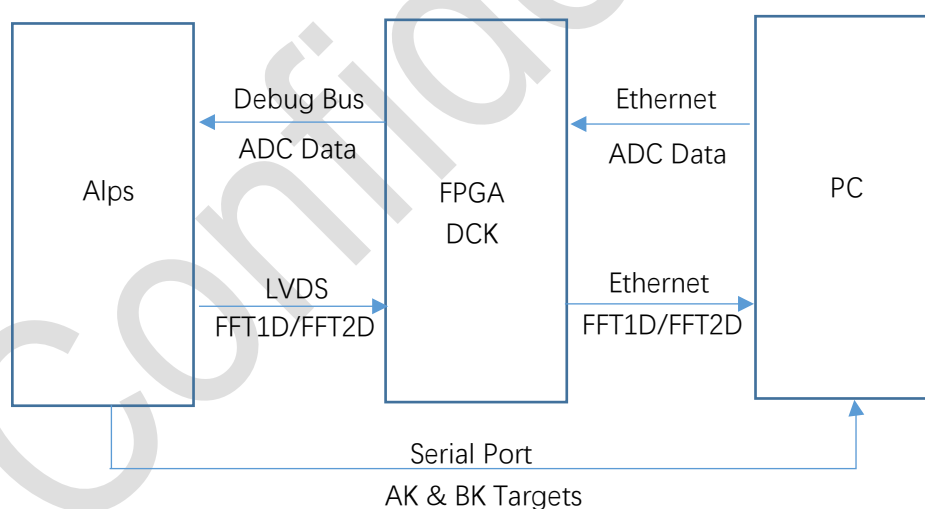 Debug Bus
ADC Data
Ethernet
ADC Data
Alps
FPGA
DCK
PC
LVDS
FFT1D/FFT2D
Ethernet
FFT1D/FFT2D
Serial Port
AK & BK Targets